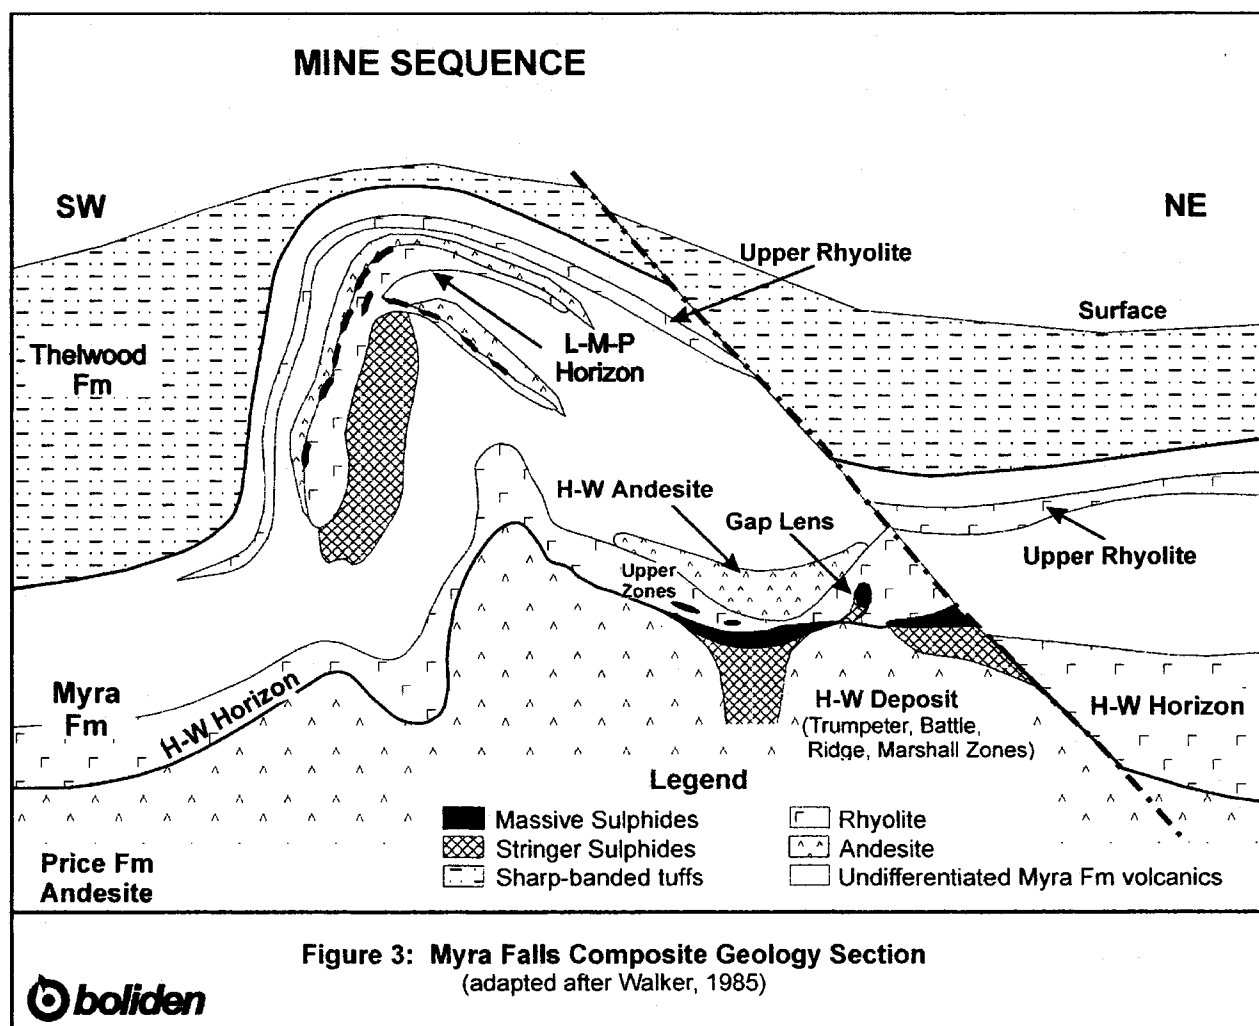 MINE SEQUENCE
SW
NE
Upper Rhyolite
Surface
Thelwood
Fm
L-M-P
Horizon
H-W Andesite
Gap Lens
Upper Rhyolite
Upper
Zones
Myra
Fm
H-W Horizon
H-W Deposit
(Trumpeter, Battle,
Ridge, Marshall Zones)
H-W Horizon
Legend
Massive Sulphides
Stringer Sulphides
Sharp-banded tuffs
Rhyolite
Andesite
Undifferentiated Myra Fm volcanics
Price Fm
Andesite
Figure 3: Myra Falls Composite Geology Section
(adapted after Walker, 1985)
boliden